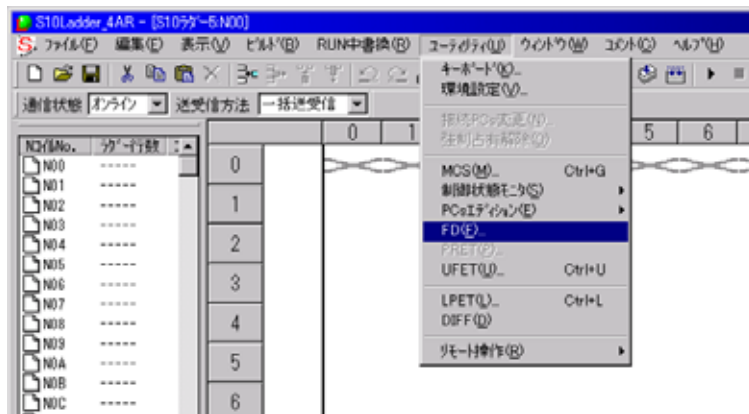 S10Ladder_4AR - [S10ﾗﾀﾞｰ-5:N00]
ﾌｧｲﾙ(F) 編集(E) 表示(V) ﾋﾞﾙﾄﾞ(B) RUN中書換(R) ﾕｰﾃｨﾘﾃｨ(U) ｳｨﾝﾄﾞｳ(W) ｺﾒﾝﾄ(C) ﾍﾙﾌﾟ(H)
通信状態 ｵﾝﾗｲﾝ 送受信方法 一括送受信
ｷｰﾎﾞｰﾄﾞ(K)...
環境設定(V)...
接続PCs変更(N)...
強制占有解除(O)
MCS(M)... Ctrl+G
制御状態ﾓﾆﾀ(S)
PCsｴﾃﾞｨｼｮﾝ(E)
FD(F)...
PRET(P)...
UFET(U)... Ctrl+U
LPET(L)... Ctrl+L
DIFF(D)
ﾘﾓｰﾄ操作(R)
NｺｲﾙNo. ﾗﾀﾞｰ行数
N00 -----
N01 -----
N02 -----
N03 -----
N04 -----
N05 -----
N06 -----
N07 -----
N08 -----
N09 -----
N0A -----
N0B -----
N0C -----
0 1 5 6
0
1
2
3
4
5
6